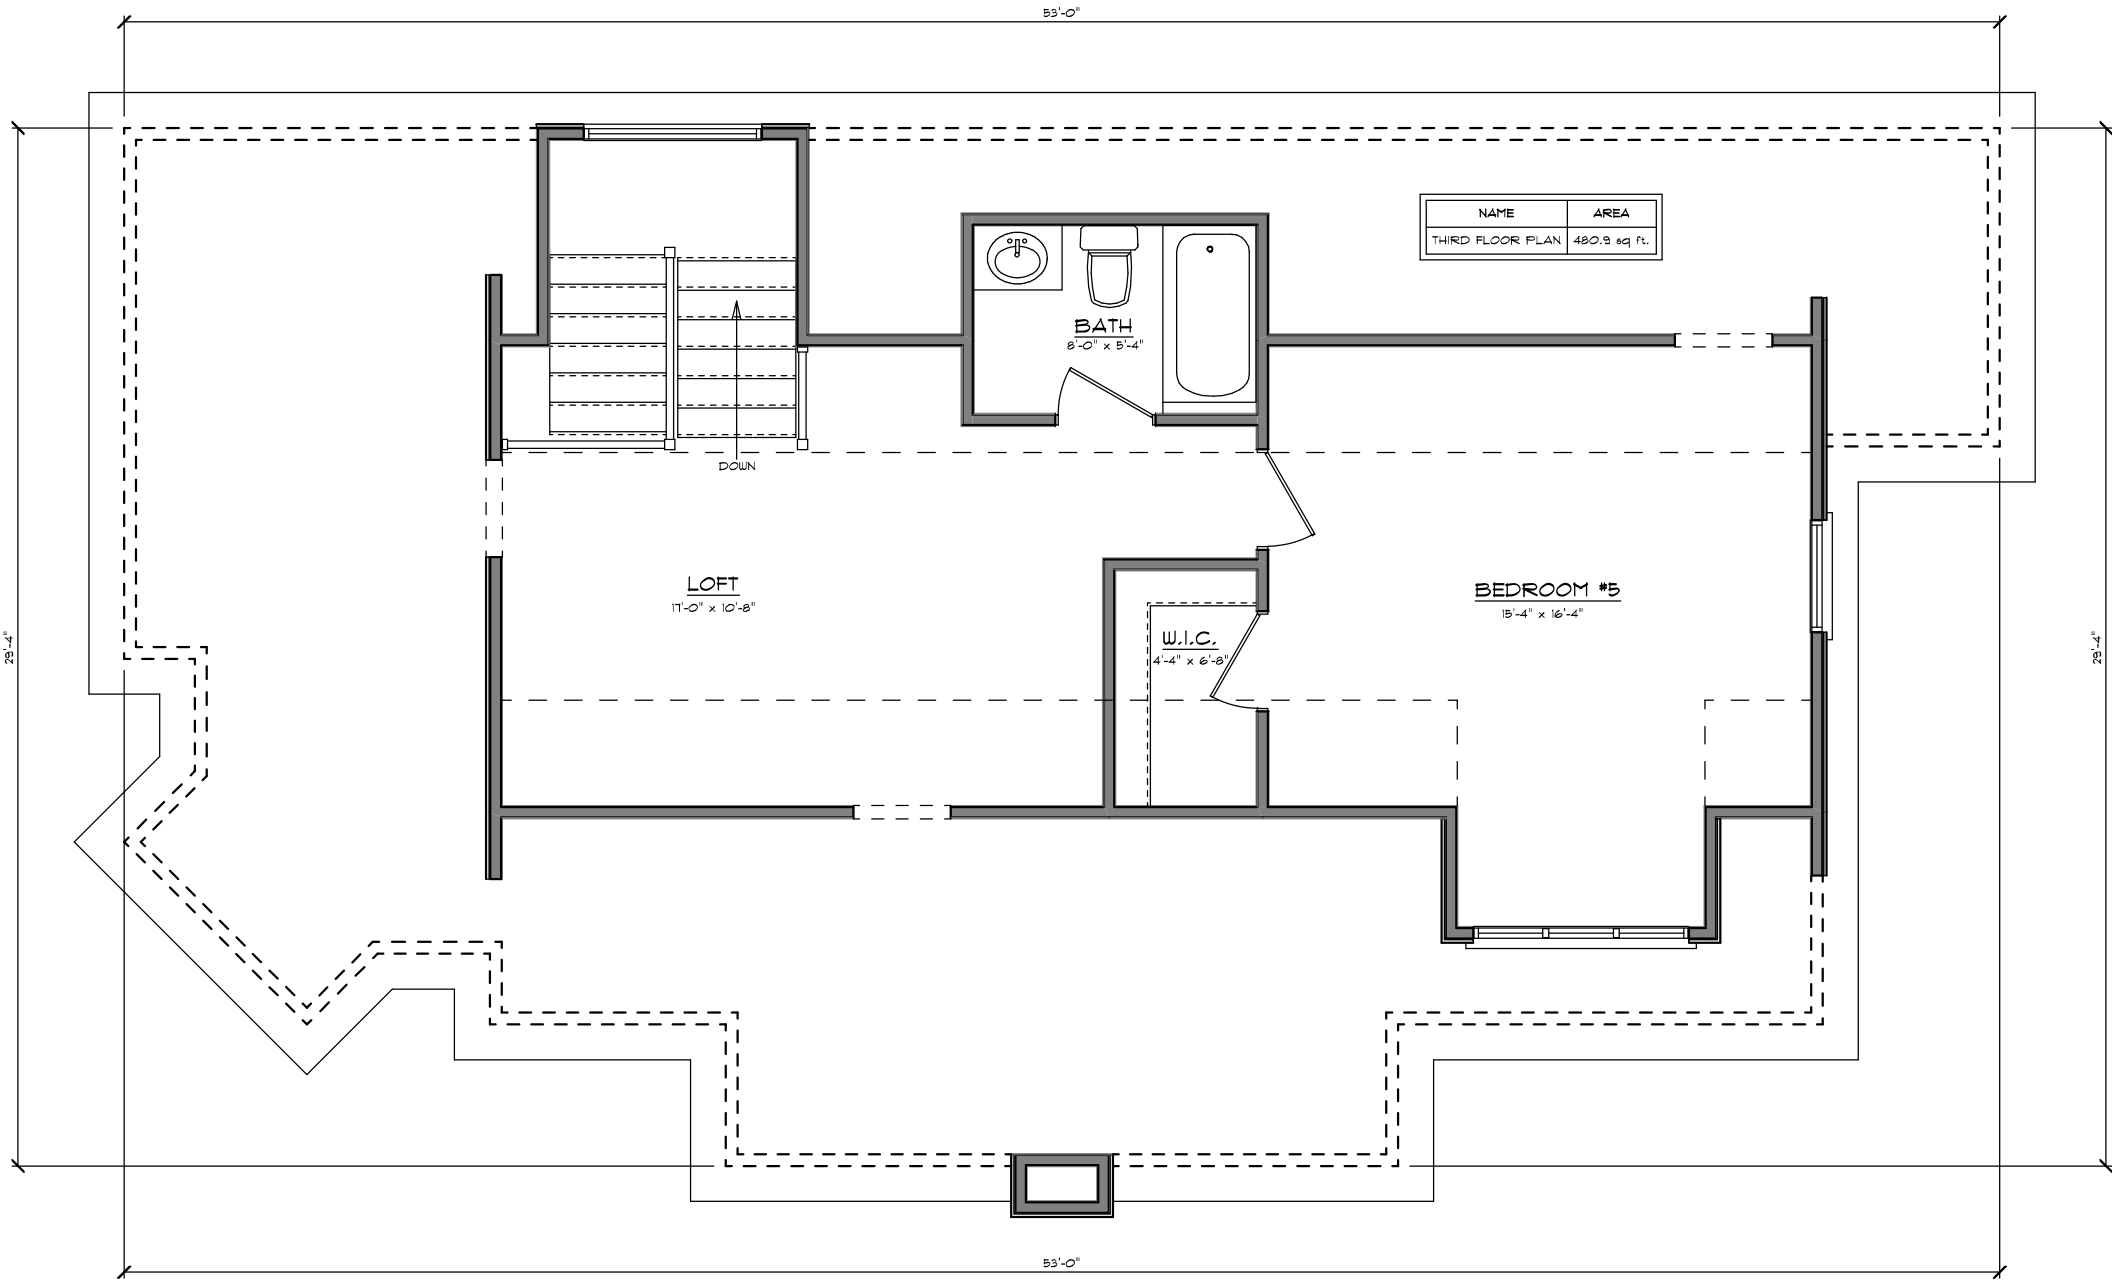 53'-0"
NAME AREA
THIRD FLOOR PLAN 480.9 sq ft.
BATH
8'-0" x 5'-4"
DOWN
LOFT
17'-0" x 10'-8"
BEDROOM #5
15'-4" x 16'-4"
W.I.C.
4'-4" x 6'-8"
29'-4"
29'-4"
53'-0"